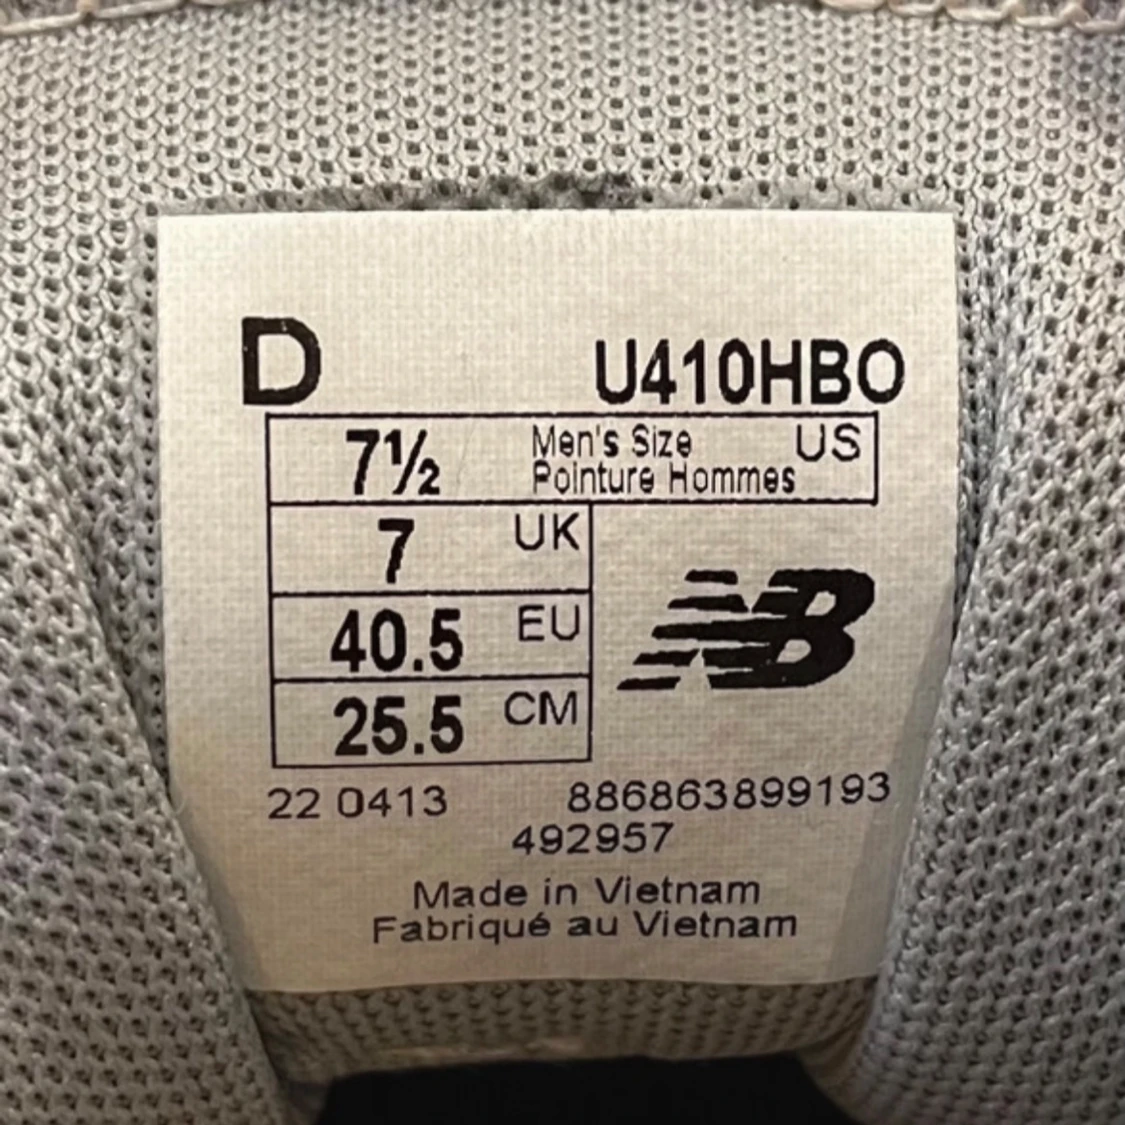 D U410HBO
7½ Men's Size US
Pointure Hommes
7 UK
40.5 EU
NB
25.5 CM
22 0413 886863899193
492957
Made in Vietnam
Fabriqué au Vietnam